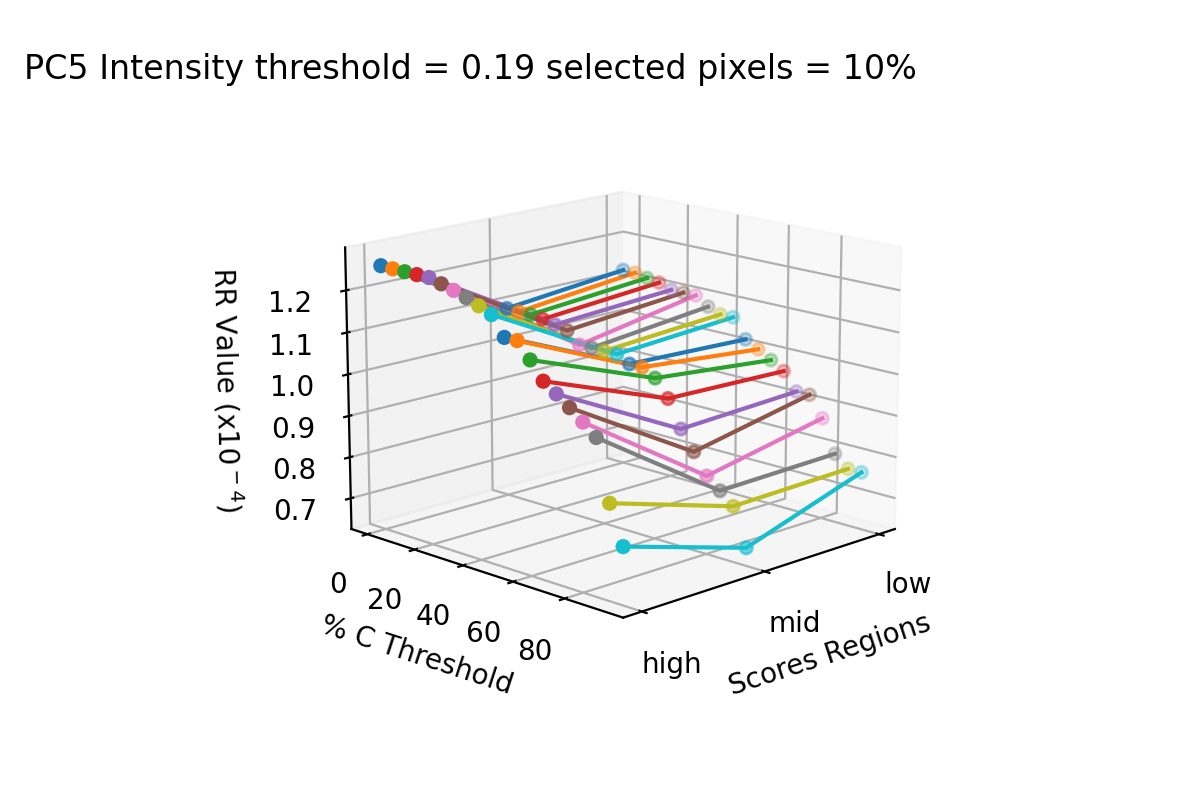 PC5 Intensity threshold = 0.19 selected pixels = 10%
RR Value (x10⁻⁴)
1.2
1.1
1.0
0.9
0.8
0.7
0
20
40
60
80
% C Threshold
high
mid
low
Scores Regions